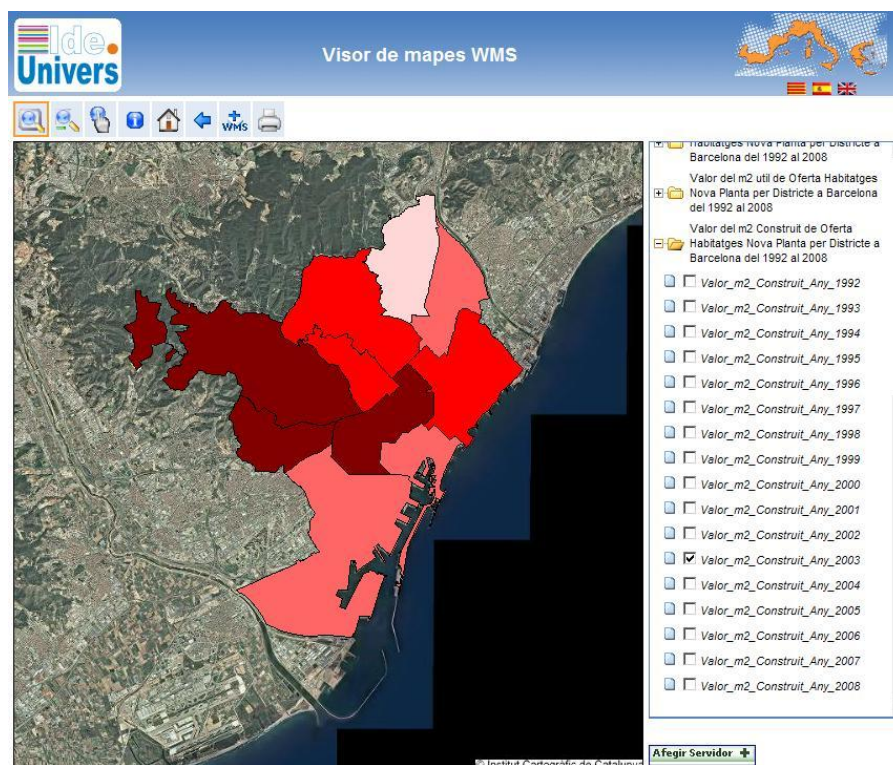 Ide
Univers
Visor de mapes WMS
WMS
Habitatges Nova Planta per Districte a
Barcelona del 1992 al 2008
Valor del m2 util de Oferta Habitatges
Nova Planta per Districte a Barcelona
del 1992 al 2008
Valor del m2 Construit de Oferta
Habitatges Nova Planta per Districte a
Barcelona del 1992 al 2008
Valor_m2_Construit_Any_1992
Valor_m2_Construit_Any_1993
Valor_m2_Construit_Any_1994
Valor_m2_Construit_Any_1995
Valor_m2_Construit_Any_1996
Valor_m2_Construit_Any_1997
Valor_m2_Construit_Any_1998
Valor_m2_Construit_Any_1999
Valor_m2_Construit_Any_2000
Valor_m2_Construit_Any_2001
Valor_m2_Construit_Any_2002
Valor_m2_Construit_Any_2003
Valor_m2_Construit_Any_2004
Valor_m2_Construit_Any_2005
Valor_m2_Construit_Any_2006
Valor_m2_Construit_Any_2007
Valor_m2_Construit_Any_2008
Afegir Servidor
© Institut Cartogràfic de Catalunya